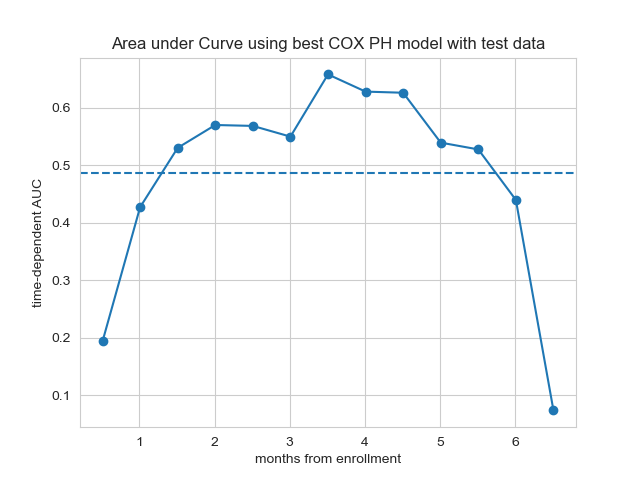 Area under Curve using best COX PH model with test data
time-dependent AUC
0.6
0.5
0.4
0.3
0.2
0.1
1 2 3 4 5 6
months from enrollment